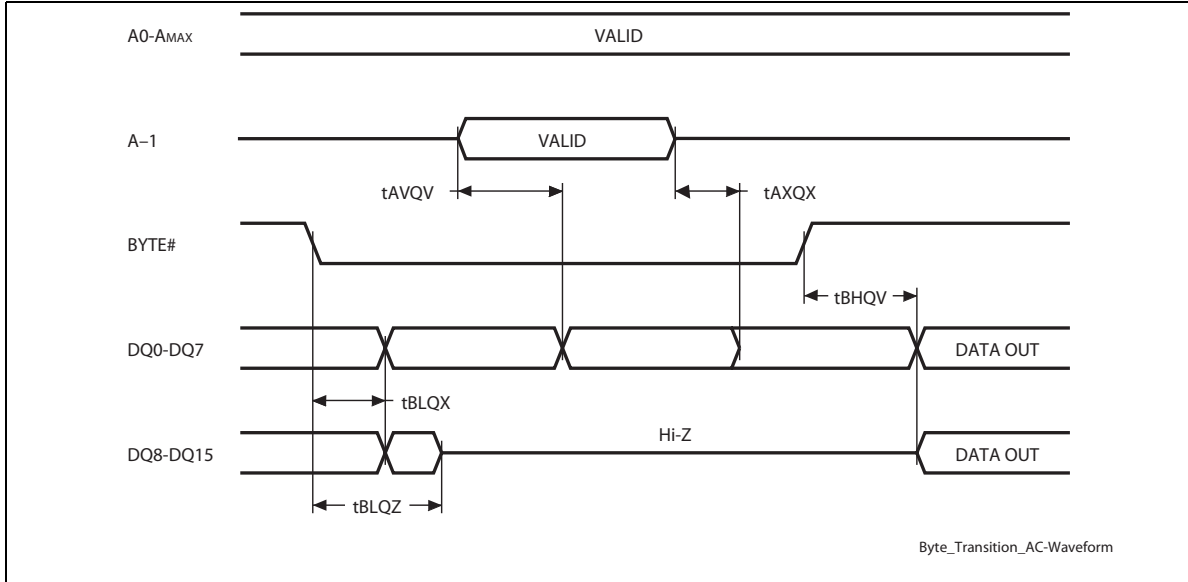 A0-AMAX
VALID
A–1
VALID
tAVQV
tAXQX
BYTE#
tBHQV
DQ0-DQ7
DATA OUT
tBLQX
Hi-Z
DQ8-DQ15
DATA OUT
tBLQZ
Byte_Transition_AC-Waveform